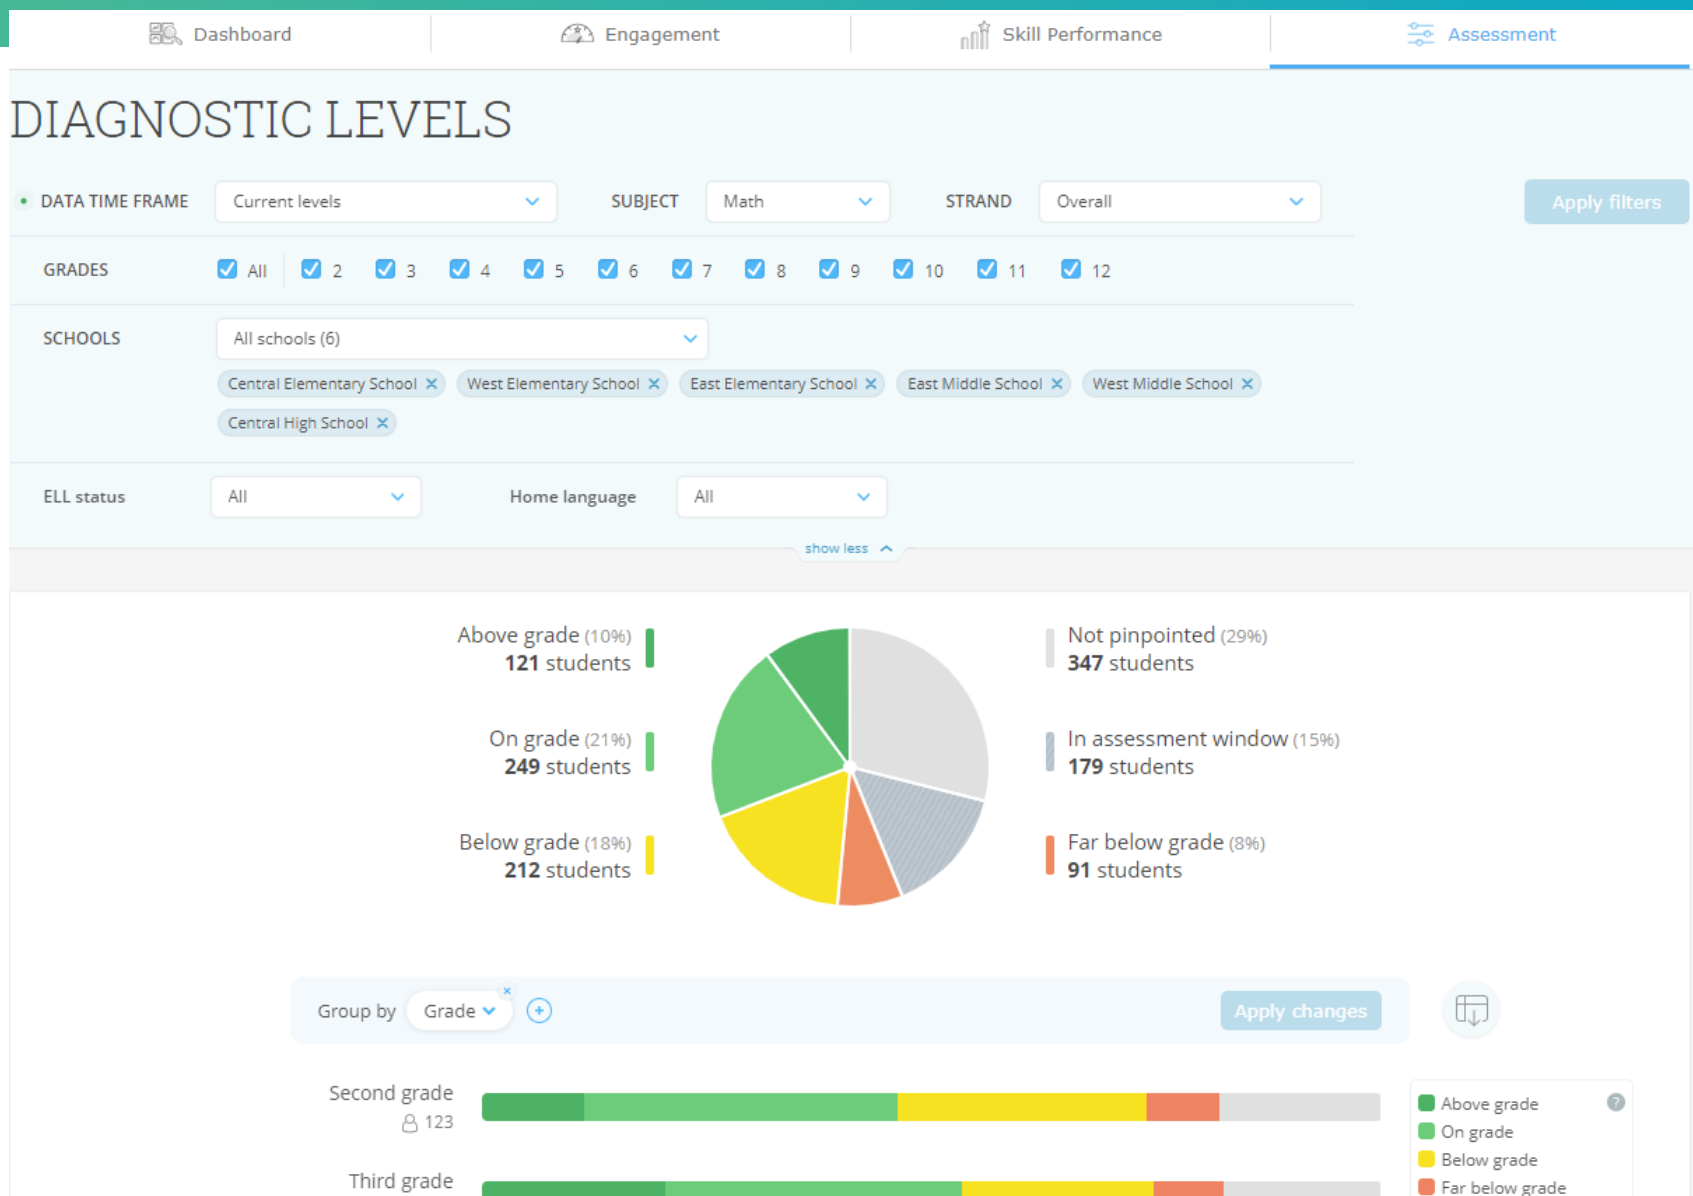 Dashboard Engagement Skill Performance Assessment
DIAGNOSTIC LEVELS
DATA TIME FRAME Current levels SUBJECT Math STRAND Overall Apply filters
GRADES All 2 3 4 5 6 7 8 9 10 11 12
SCHOOLS All schools (6)
Central Elementary School West Elementary School East Elementary School East Middle School West Middle School
Central High School
ELL status All Home language All
show less
Above grade (10%)
121 students
On grade (21%)
249 students
Below grade (18%)
212 students
Not pinpointed (29%)
347 students
In assessment window (15%)
179 students
Far below grade (8%)
91 students
Group by Grade Apply changes
Second grade
123
Third grade
Above grade ?
On grade
Below grade
Far below grade